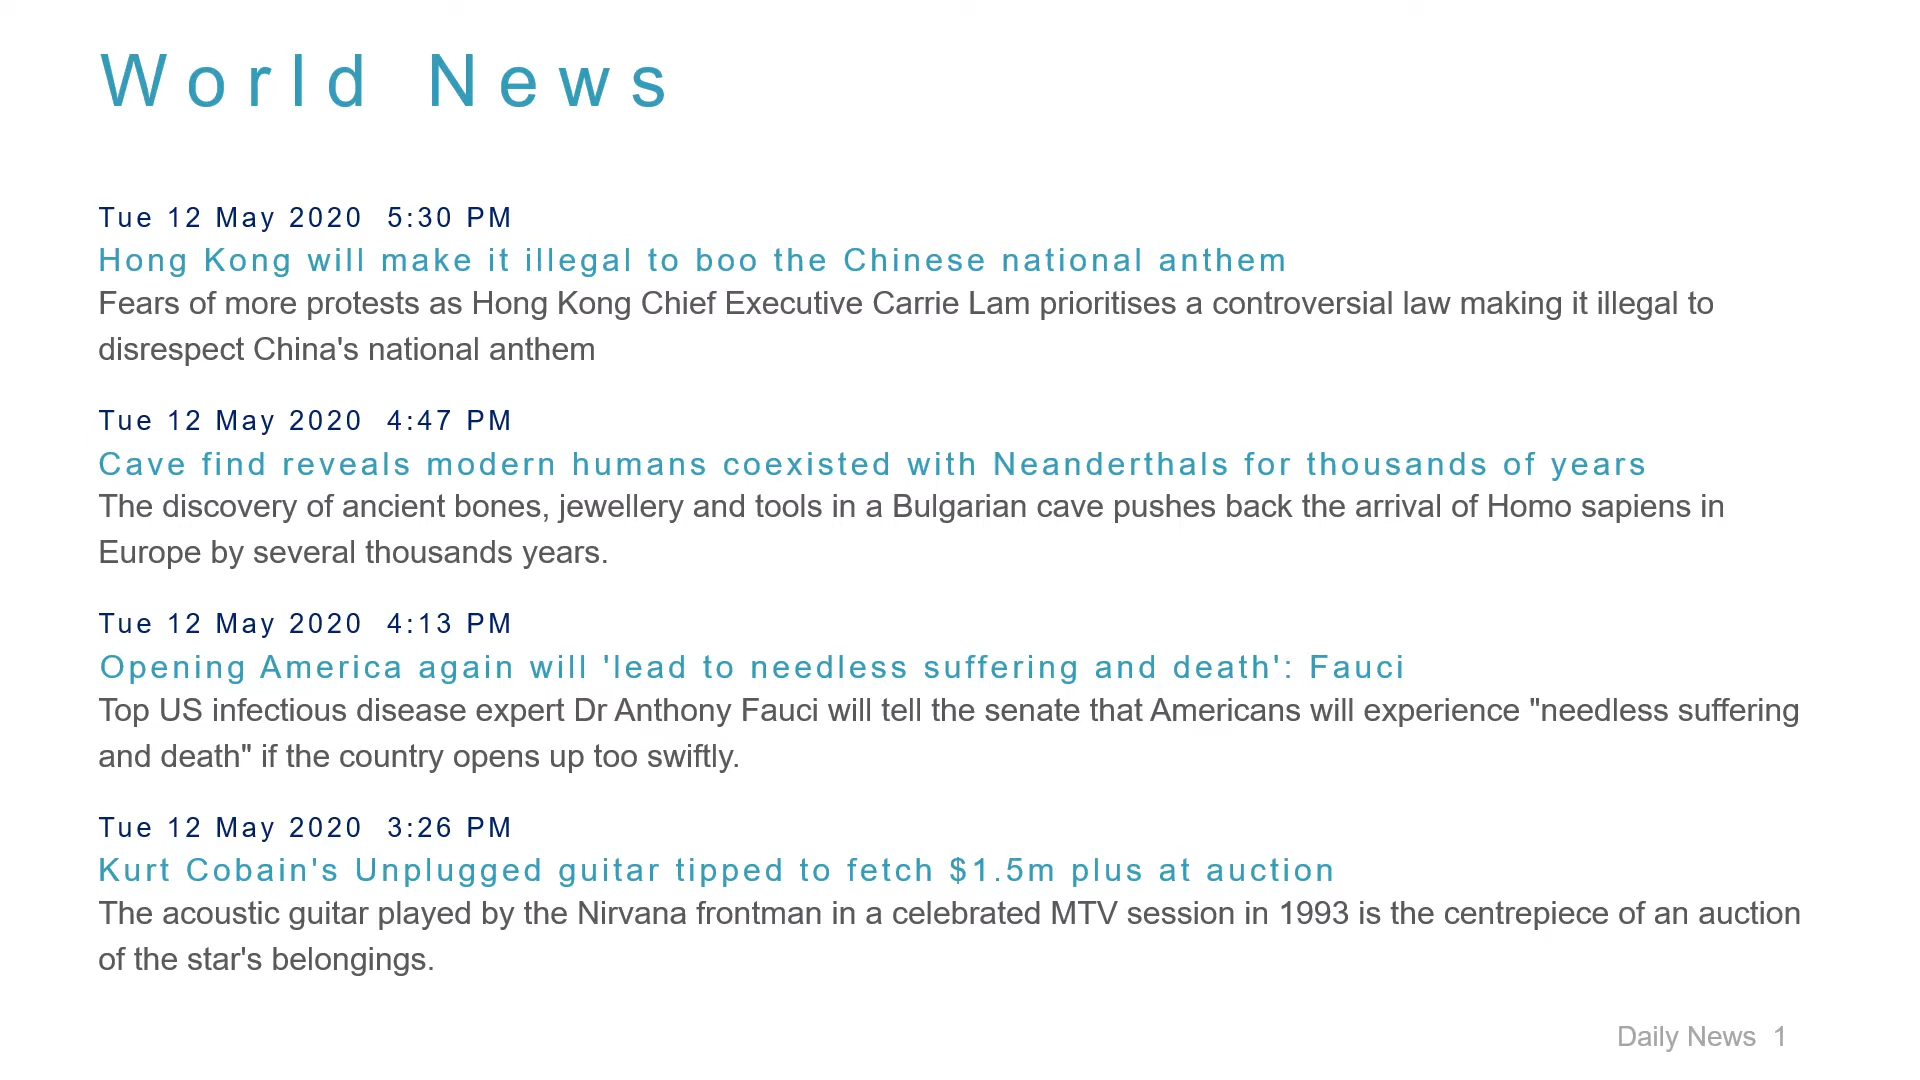 World News
Tue 12 May 2020  5:30 PM
Hong Kong will make it illegal to boo the Chinese national anthem
Fears of more protests as Hong Kong Chief Executive Carrie Lam prioritises a controversial law making it illegal to
disrespect China's national anthem
Tue 12 May 2020  4:47 PM
Cave find reveals modern humans coexisted with Neanderthals for thousands of years
The discovery of ancient bones, jewellery and tools in a Bulgarian cave pushes back the arrival of Homo sapiens in
Europe by several thousands years.
Tue 12 May 2020  4:13 PM
Opening America again will 'lead to needless suffering and death': Fauci
Top US infectious disease expert Dr Anthony Fauci will tell the senate that Americans will experience "needless suffering
and death" if the country opens up too swiftly.
Tue 12 May 2020  3:26 PM
Kurt Cobain's Unplugged guitar tipped to fetch $1.5m plus at auction
The acoustic guitar played by the Nirvana frontman in a celebrated MTV session in 1993 is the centrepiece of an auction
of the star's belongings.
Daily News  1